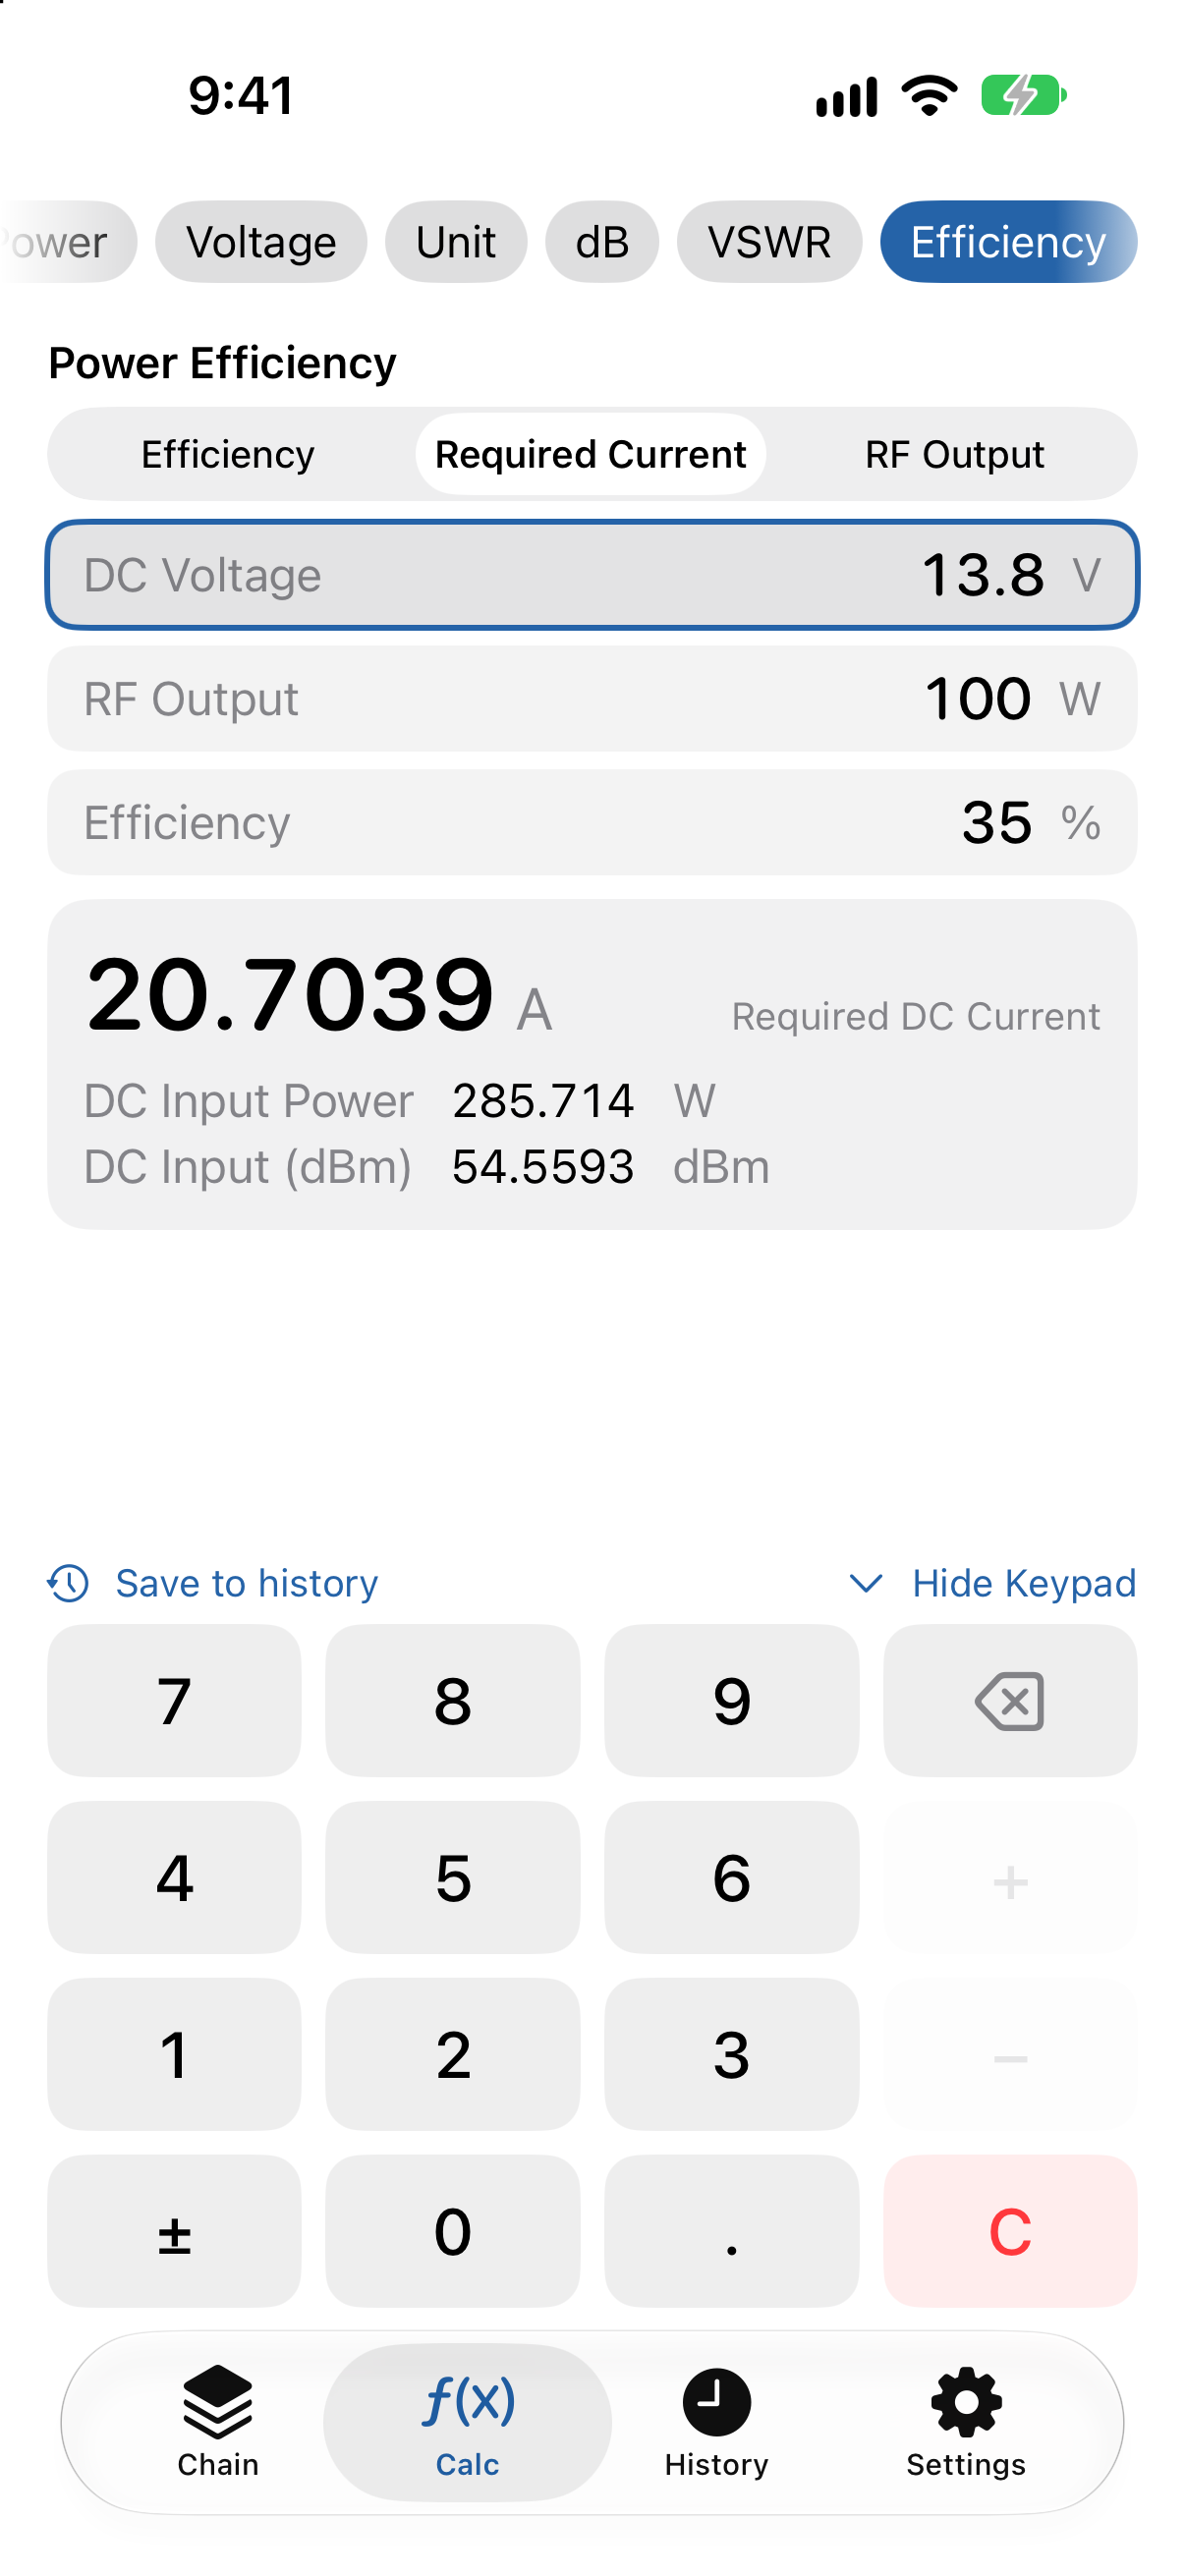 9:41
Power Voltage Unit dB VSWR Efficiency
Power Efficiency
Efficiency Required Current RF Output
DC Voltage 13.8 V
RF Output 100 W
Efficiency 35 %
20.7039 A Required DC Current
DC Input Power 285.714 W
DC Input (dBm) 54.5593 dBm
Save to history Hide Keypad
7 8 9
4 5 6 +
1 2 3 −
± 0 . C
f(x)
Chain Calc History Settings